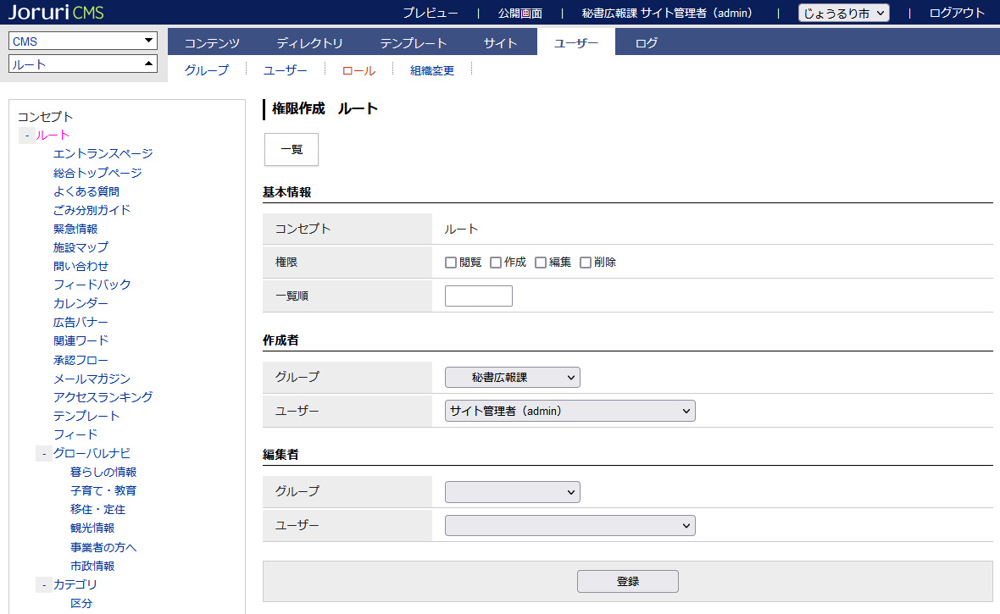 Joruri CMS
プレビュー | 公開画面 | 秘書広報課 サイト管理者（admin） | じょうるり市 | ログアウト
CMS
ルート
コンテンツ ディレクトリ テンプレート サイト ユーザー ログ
グループ ユーザー ロール 組織変更
コンセプト
- ルート
エントランスページ
総合トップページ
よくある質問
ごみ分別ガイド
緊急情報
施設マップ
問い合わせ
フィードバック
カレンダー
広告バナー
関連ワード
承認フロー
メールマガジン
アクセスランキング
テンプレート
フィード
- グローバルナビ
暮らしの情報
子育て・教育
移住・定住
観光情報
事業者の方へ
市政情報
- カテゴリ
区分
権限作成 ルート
一覧
基本情報
コンセプト ルート
権限 閲覧 作成 編集 削除
一覧順
作成者
グループ 秘書広報課
ユーザー サイト管理者（admin）
編集者
グループ
ユーザー
登録